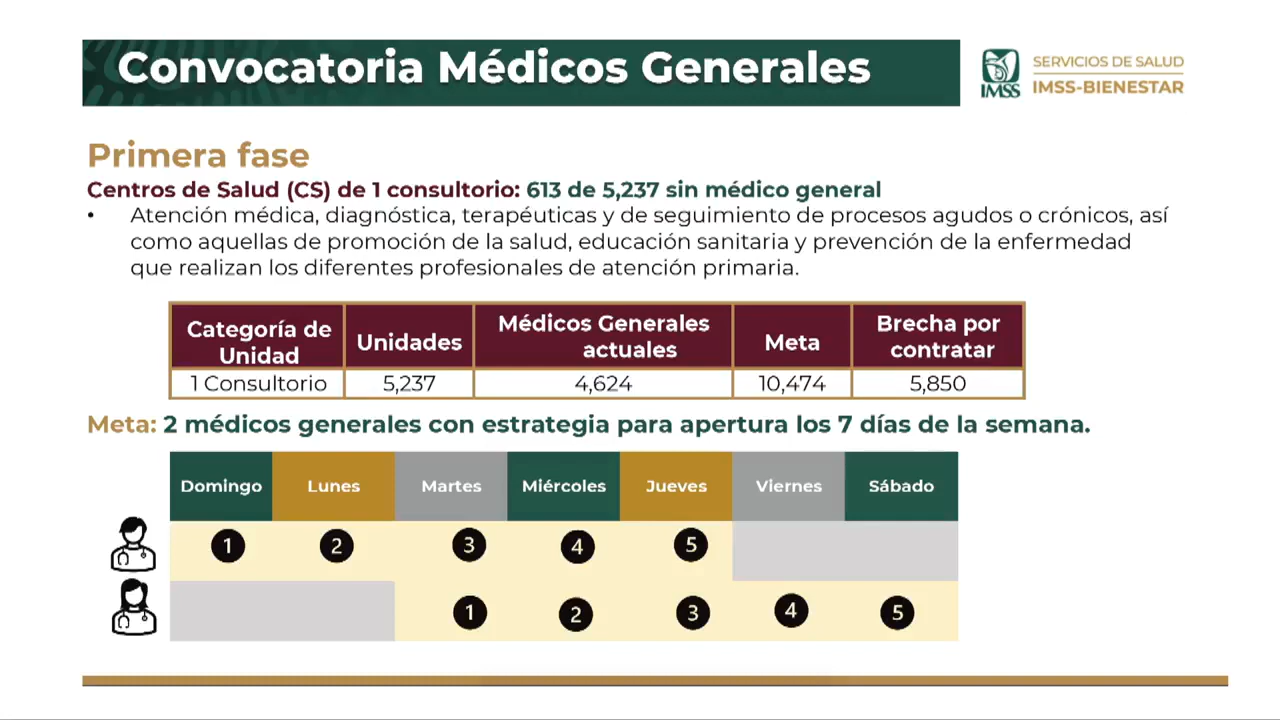 Convocatoria Médicos Generales
IMSS
SERVICIOS DE SALUD
IMSS-BIENESTAR
Primera fase
Centros de Salud (CS) de 1 consultorio: 613 de 5,237 sin médico general
• Atención médica, diagnóstica, terapéuticas y de seguimiento de procesos agudos o crónicos, así
como aquellas de promoción de la salud, educación sanitaria y prevención de la enfermedad
que realizan los diferentes profesionales de atención primaria.
Categoría de Unidad Unidades Médicos Generales actuales Meta Brecha por contratar
1 Consultorio 5,237 4,624 10,474 5,850
Meta: 2 médicos generales con estrategia para apertura los 7 días de la semana.
Domingo Lunes Martes Miércoles Jueves Viernes Sábado
1 2 3 4 5
1 2 3 4 5